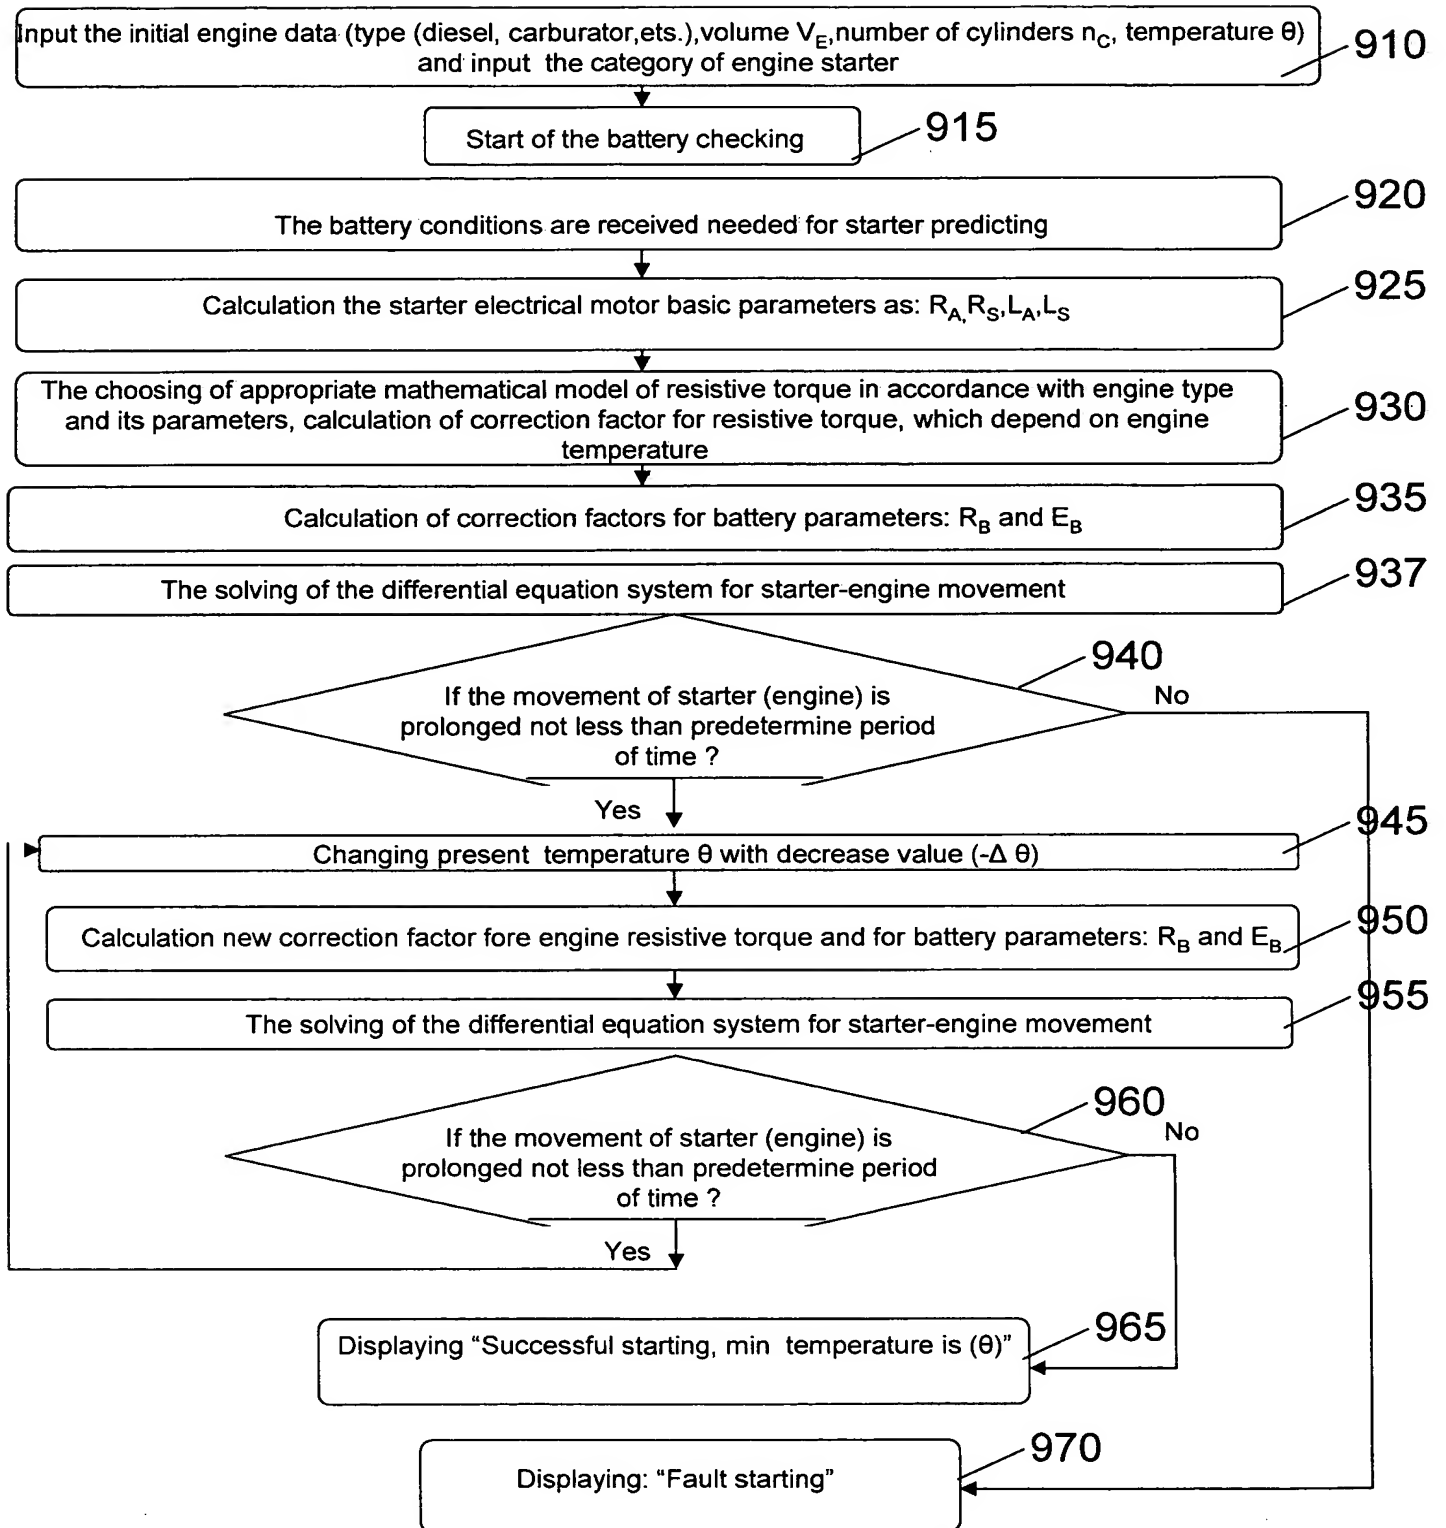 Input the initial engine data (type (diesel, carburator,ets.),volume V_E,number of cylinders n_C, temperature θ)
and input the category of engine starter
910
Start of the battery checking
915
The battery conditions are received needed for starter predicting
920
Calculation the starter electrical motor basic parameters as: R_A,R_S,L_A,L_S
925
The choosing of appropriate mathematical model of resistive torque in accordance with engine type
and its parameters, calculation of correction factor for resistive torque, which depend on engine
temperature
930
Calculation of correction factors for battery parameters: R_B and E_B
935
The solving of the differential equation system for starter-engine movement
937
940
If the movement of starter (engine) is
prolonged not less than predetermine period
of time ?
No
Yes
945
Changing present temperature θ with decrease value (-Δ θ)
950
Calculation new correction factor fore engine resistive torque and for battery parameters: R_B and E_B
955
The solving of the differential equation system for starter-engine movement
960
If the movement of starter (engine) is
prolonged not less than predetermine period
of time ?
No
Yes
Displaying “Successful starting, min temperature is (θ)”
965
Displaying: “Fault starting”
970